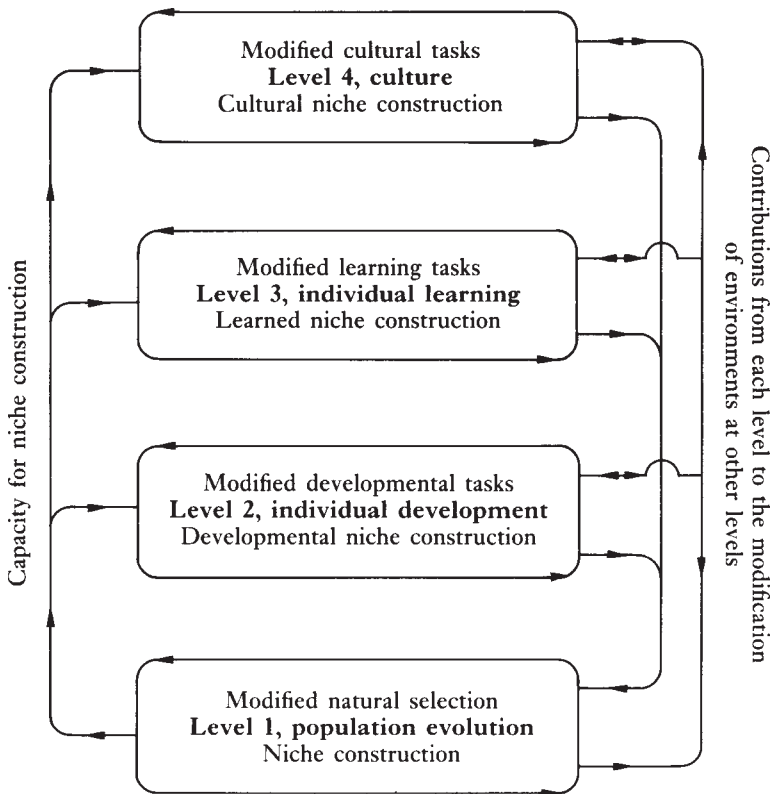 Modified cultural tasks
Level 4, culture
Cultural niche construction
Modified learning tasks
Level 3, individual learning
Learned niche construction
Modified developmental tasks
Level 2, individual development
Developmental niche construction
Modified natural selection
Level 1, population evolution
Niche construction
Capacity for niche construction
Contributions from each level to the modification
of environments at other levels